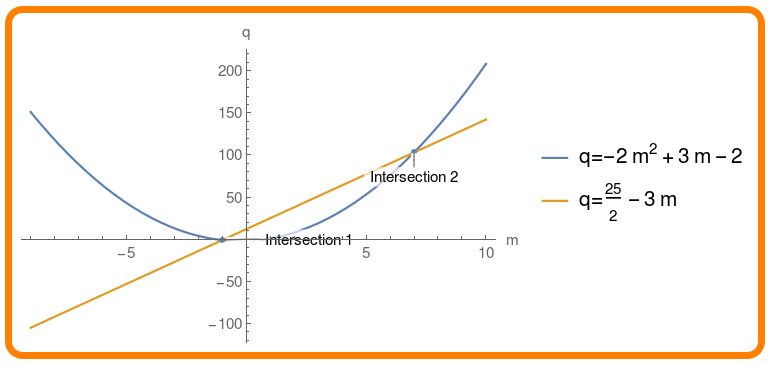 q
200
150
100
50
−50
−100
−5
5
10
m
Intersection 1
Intersection 2
q=−2 m² + 3 m − 2
q=25/2 − 3 m